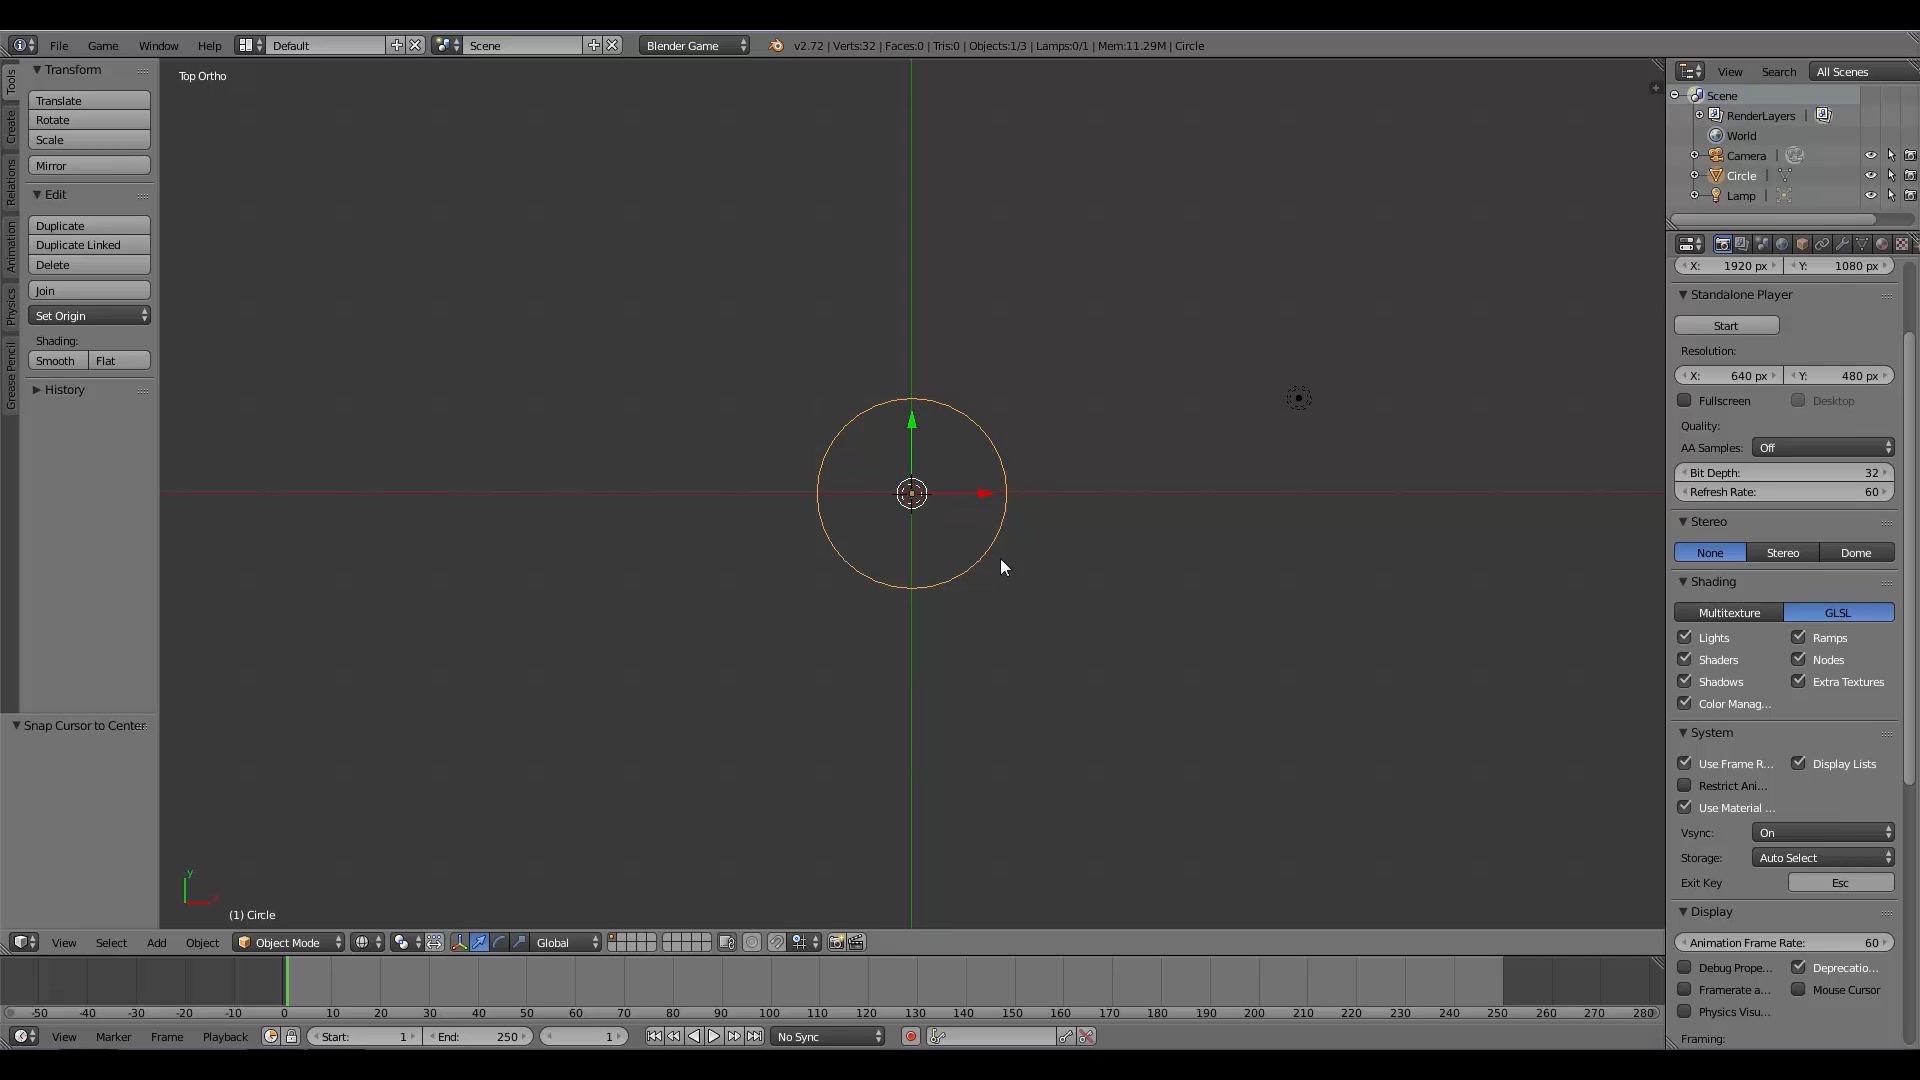 File Game Window Help Default Scene Blender Game v2.72 | Verts:32 | Faces:0 | Tris:0 | Objects:1/3 | Lamps:0/1 | Mem:11.29M | Circle
Tools
Create
Relations
Animation
Physics
Grease Pencil
Transform
Translate
Rotate
Scale
Mirror
Edit
Duplicate
Duplicate Linked
Delete
Join
Set Origin
Shading:
Smooth Flat
History
Snap Cursor to Center
Top Ortho
y
x
(1) Circle
View Search All Scenes
Scene
RenderLayers |
World
Camera |
Circle |
Lamp |
X: 1920 px Y: 1080 px
Standalone Player
Start
Resolution:
X: 640 px Y: 480 px
Fullscreen Desktop
Quality:
AA Samples: Off
Bit Depth: 32
Refresh Rate: 60
Stereo
None Stereo Dome
Shading
Multitexture GLSL
Lights Ramps
Shaders Nodes
Shadows Extra Textures
Color Manag...
System
Use Frame R... Display Lists
Restrict Ani...
Use Material ...
Vsync: On
Storage: Auto Select
Exit Key Esc
Display
Animation Frame Rate: 60
Debug Prope... Deprecatio...
Framerate a... Mouse Cursor
Physics Visu...
Framing:
View Select Add Object Object Mode Global
-50 -40 -30 -20 -10 0 10 20 30 40 50 60 70 80 90 100 110 120 130 140 150 160 170 180 190 200 210 220 230 240 250 260 270 280
View Marker Frame Playback Start: 1 End: 250 1 No Sync